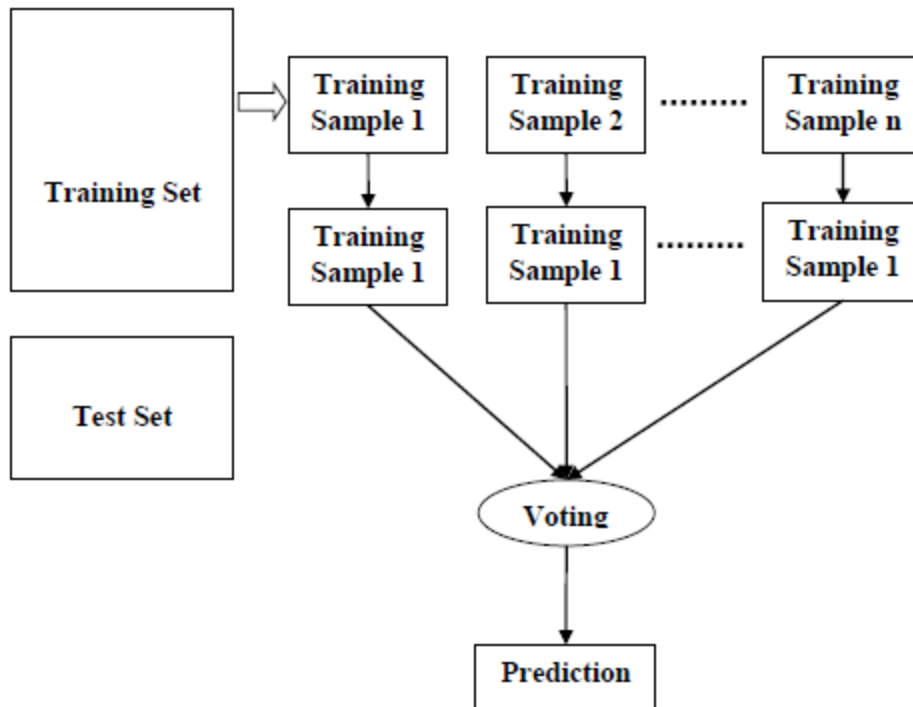 Training Set
Training
Sample 1
Training
Sample 2
.........
Training
Sample n
Training
Sample 1
Training
Sample 1
.........
Training
Sample 1
Test Set
Voting
Prediction